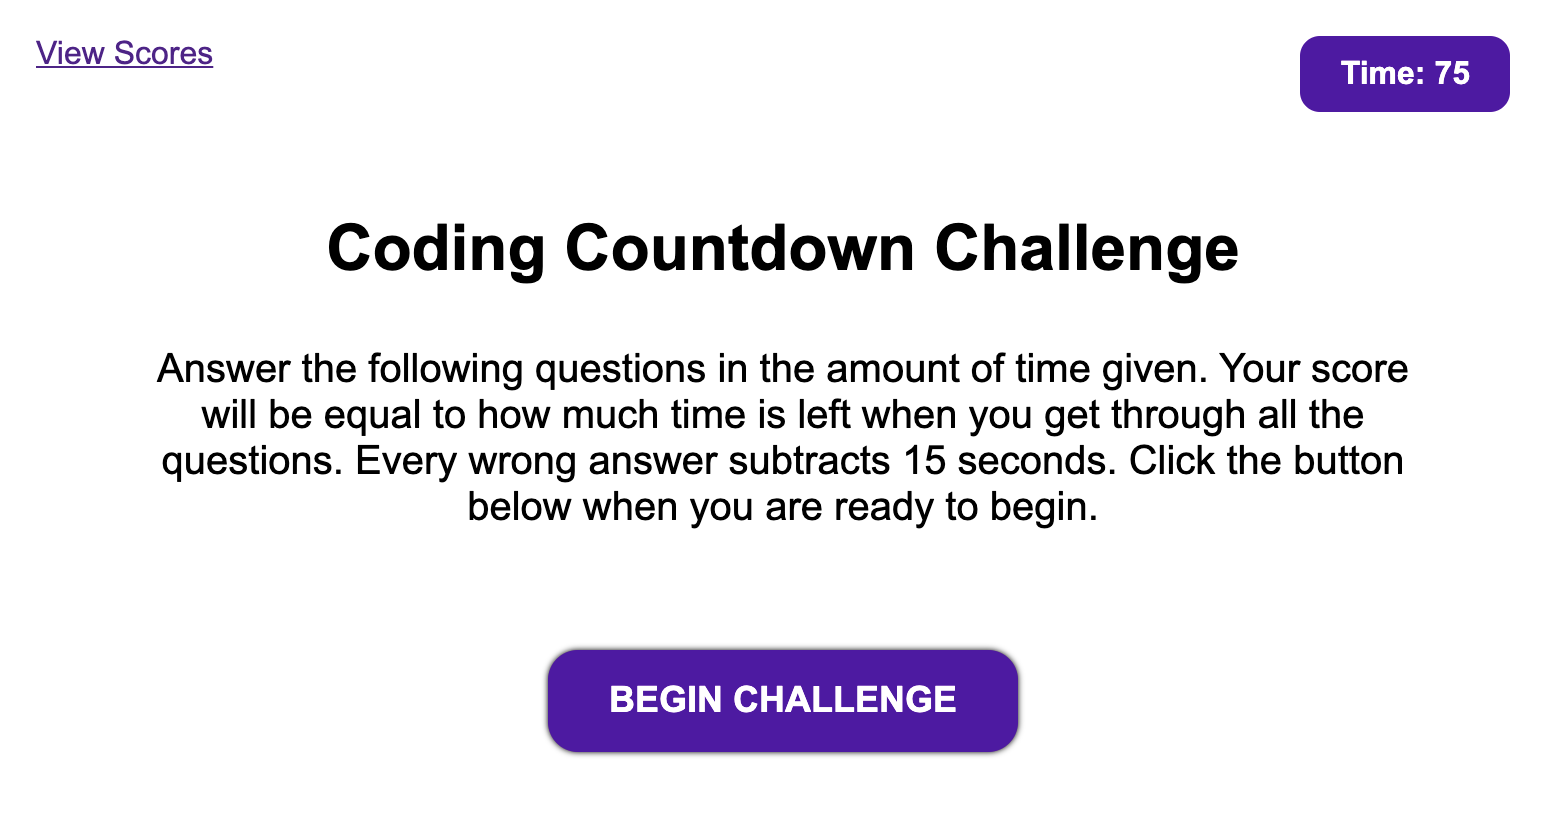 View Scores
Time: 75
Coding Countdown Challenge
Answer the following questions in the amount of time given. Your score
will be equal to how much time is left when you get through all the
questions. Every wrong answer subtracts 15 seconds. Click the button
below when you are ready to begin.
BEGIN CHALLENGE